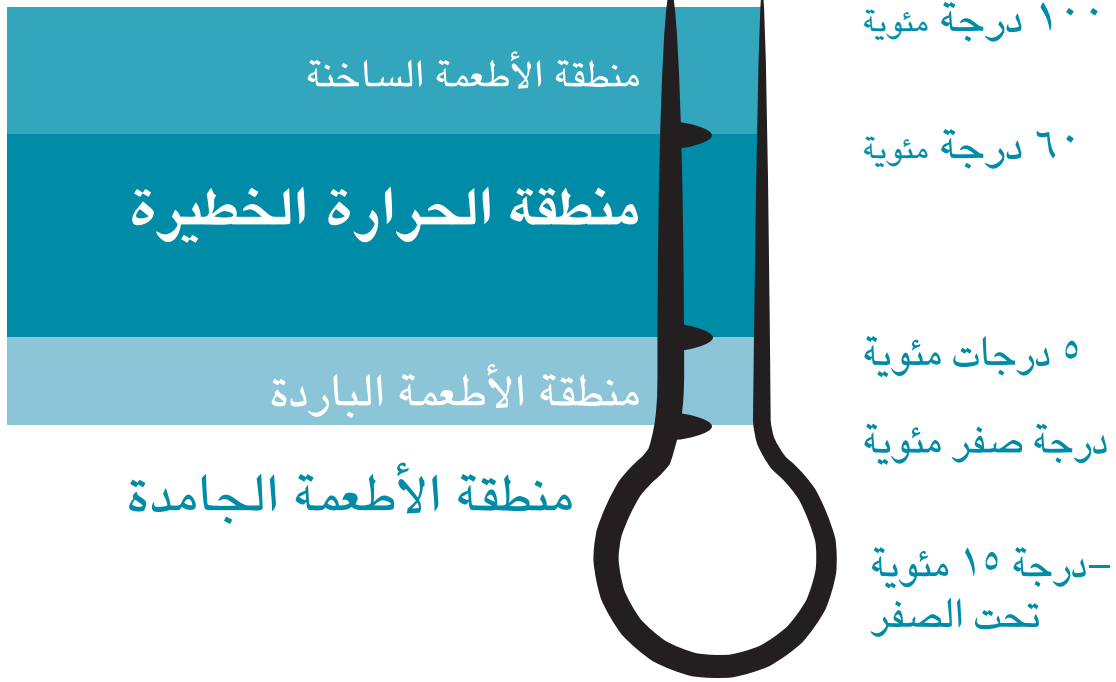 ١٠٠ درجة مئوية
منطقة الأطعمة الساخنة
٦٠ درجة مئوية
منطقة الحرارة الخطيرة
٥ درجات مئوية
منطقة الأطعمة الباردة
درجة صفر مئوية
منطقة الأطعمة الجامدة
–درجة ١٥ مئوية
تحت الصفر